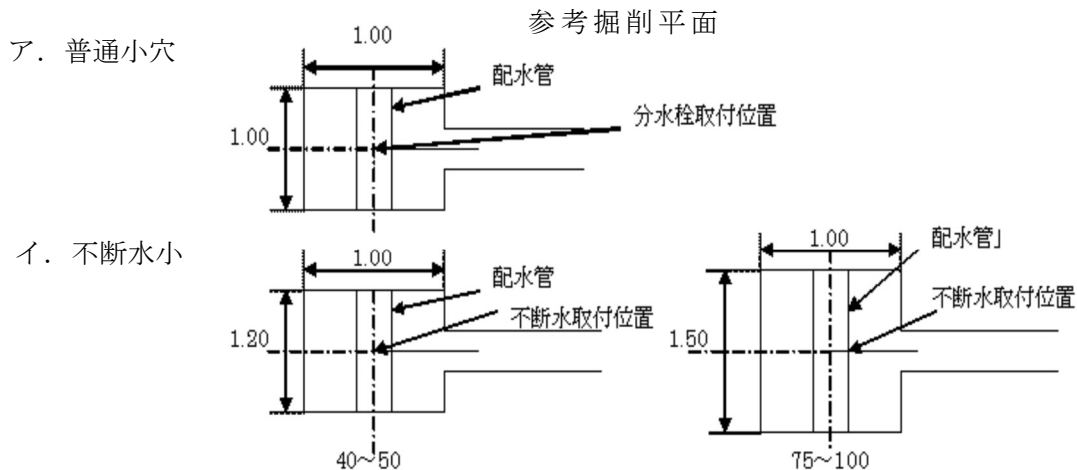 参考掘削平面
ア．普通小穴
1.00
配水管
分水栓取付位置
1.00
イ．不断水小
1.00
配水管
不断水取付位置
1.20
40～50
1.00
配水管」
不断水取付位置
1.50
75～100